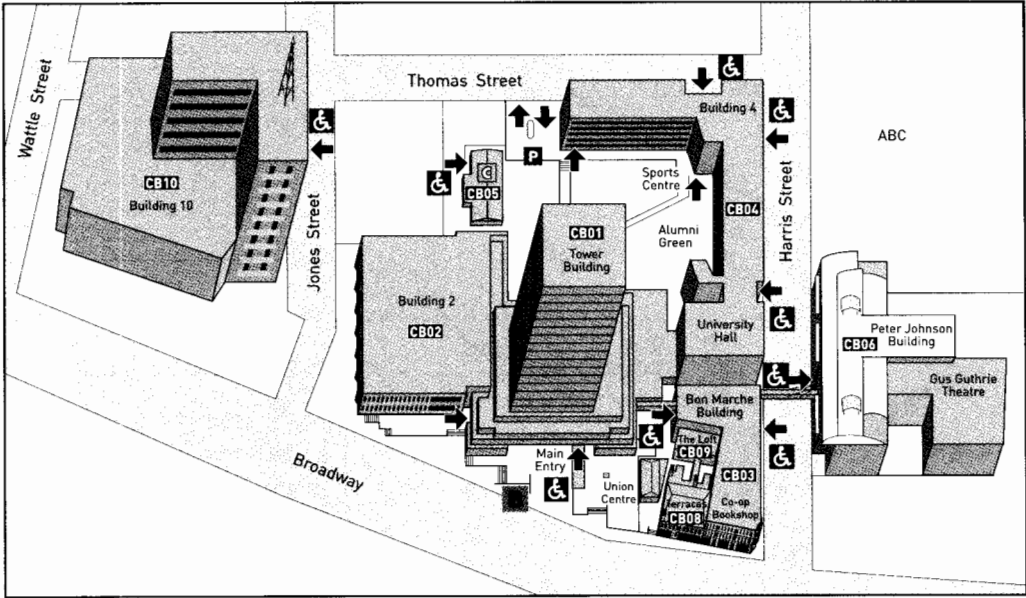 Wattle Street
Thomas Street
Building 4
ABC
P
C
CB05
Sports
Centre
CB10
Building 10
CB04
Harris Street
Jones Street
CB01
Tower
Building
Alumni
Green
Building 2
CB02
University
Hall
Peter Johnson
Building
CB06
Gus Guthrie
Theatre
Bon Marche
Building
The Loft
CB09
Main
Entry
CB03
Union
Centre
Terraces
CB08
Co-op
Bookshop
Broadway